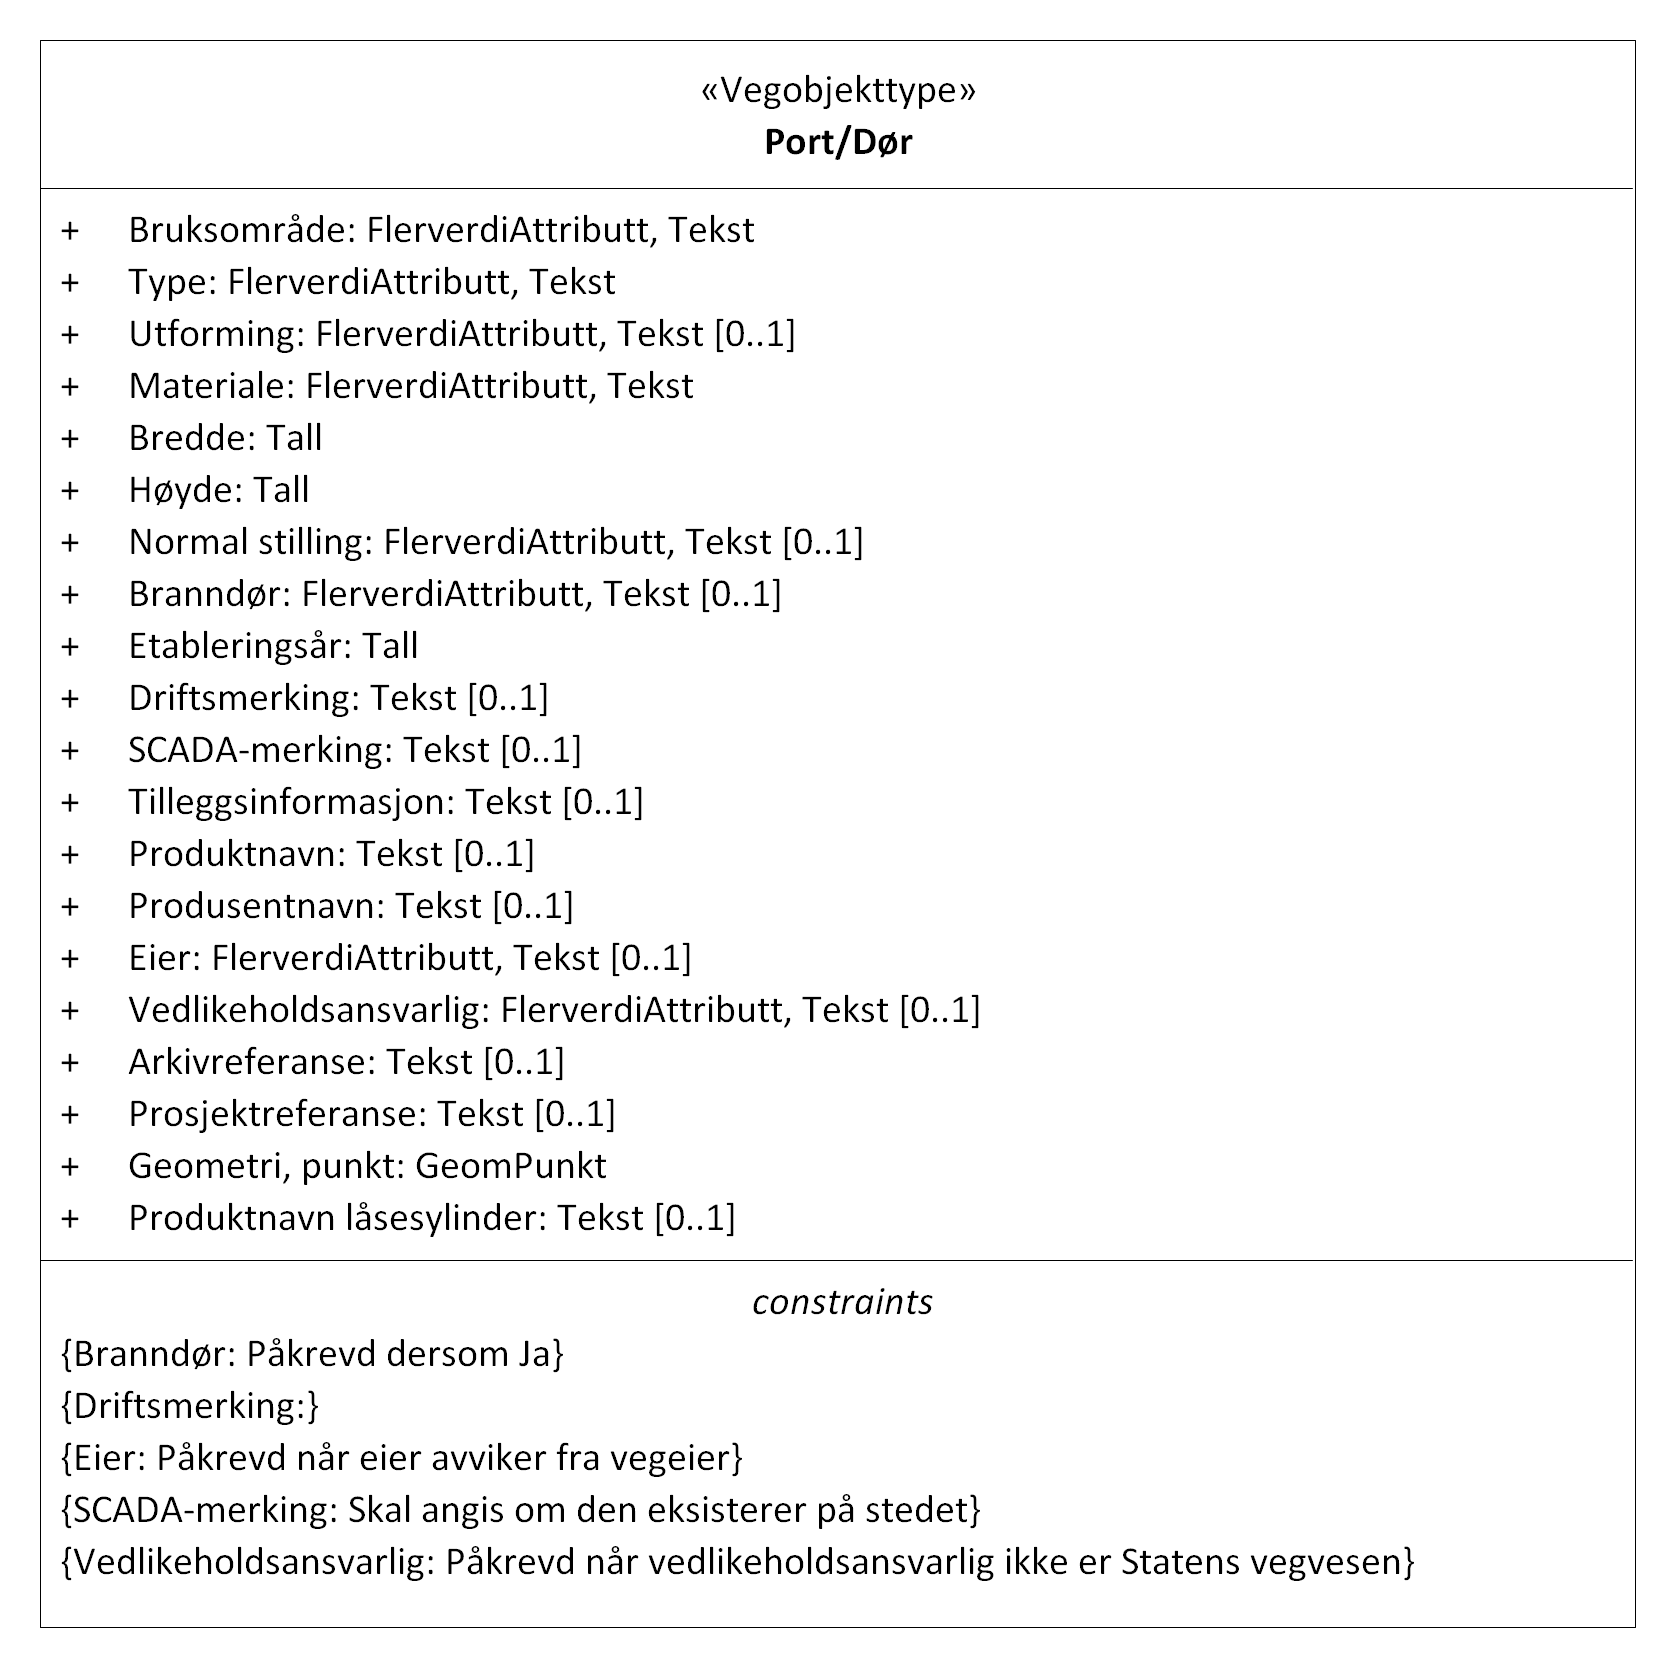 «Vegobjekttype»
Port/Dør
+ Bruksområde: FlerverdiAttributt, Tekst
+ Type: FlerverdiAttributt, Tekst
+ Utforming: FlerverdiAttributt, Tekst [0..1]
+ Materiale: FlerverdiAttributt, Tekst
+ Bredde: Tall
+ Høyde: Tall
+ Normal stilling: FlerverdiAttributt, Tekst [0..1]
+ Branndør: FlerverdiAttributt, Tekst [0..1]
+ Etableringsår: Tall
+ Driftsmerking: Tekst [0..1]
+ SCADA-merking: Tekst [0..1]
+ Tilleggsinformasjon: Tekst [0..1]
+ Produktnavn: Tekst [0..1]
+ Produsentnavn: Tekst [0..1]
+ Eier: FlerverdiAttributt, Tekst [0..1]
+ Vedlikeholdsansvarlig: FlerverdiAttributt, Tekst [0..1]
+ Arkivreferanse: Tekst [0..1]
+ Prosjektreferanse: Tekst [0..1]
+ Geometri, punkt: GeomPunkt
+ Produktnavn låsesylinder: Tekst [0..1]
constraints
{Branndør: Påkrevd dersom Ja}
{Driftsmerking:}
{Eier: Påkrevd når eier avviker fra vegeier}
{SCADA-merking: Skal angis om den eksisterer på stedet}
{Vedlikeholdsansvarlig: Påkrevd når vedlikeholdsansvarlig ikke er Statens vegvesen}